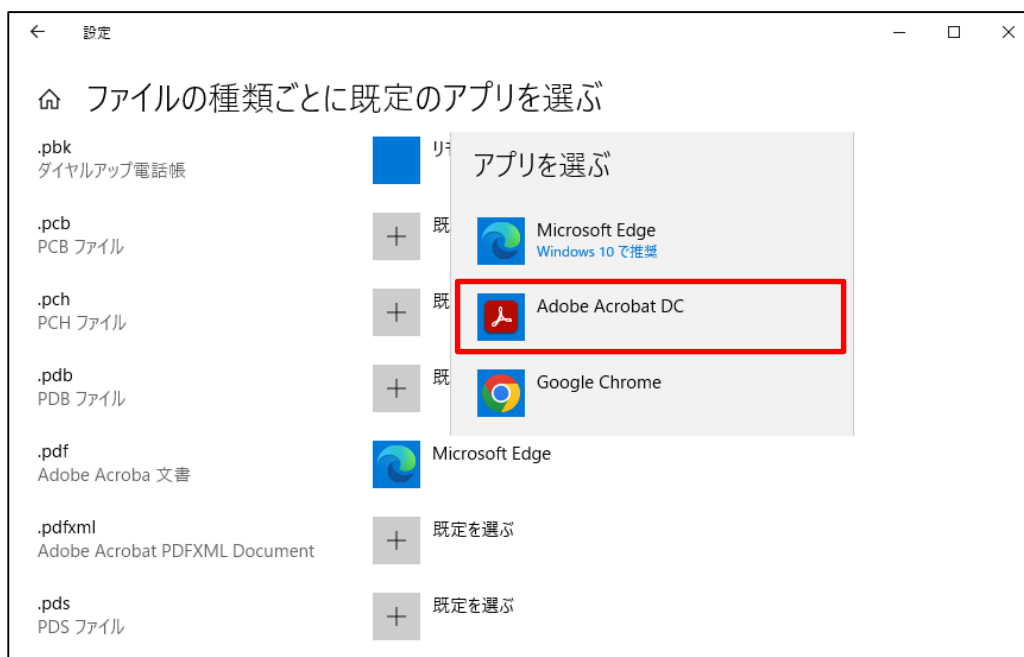 設定
ファイルの種類ごとに既定のアプリを選ぶ
.pbk
ダイヤルアップ電話帳
.pcb
PCB ファイル
既
.pch
PCH ファイル
既
.pdb
PDB ファイル
既
.pdf
Adobe Acroba 文書
Microsoft Edge
.pdfxml
Adobe Acrobat PDFXML Document
既定を選ぶ
.pds
PDS ファイル
既定を選ぶ
アプリを選ぶ
Microsoft Edge
Windows 10 で推奨
Adobe Acrobat DC
Google Chrome